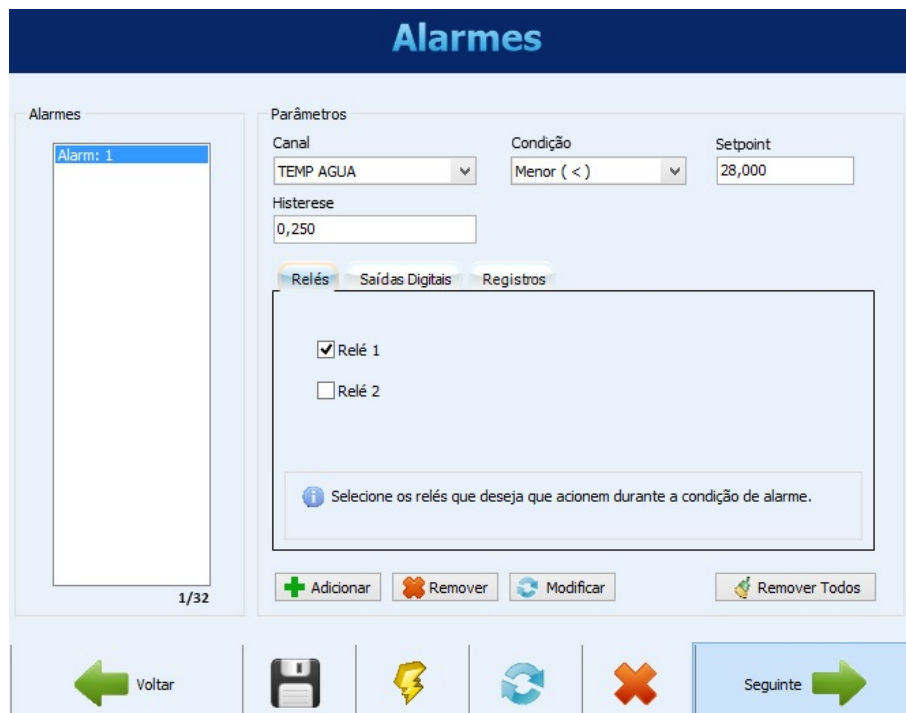 Alarmes
Alarmes
Alarm: 1
1/32
Parâmetros
Canal
TEMP AGUA
Condição
Menor ( < )
Setpoint
28,000
Histerese
0,250
Relés
Saídas Digitais
Registros
Relé 1
Relé 2
Selecione os relés que deseja que acionem durante a condição de alarme.
Adicionar
Remover
Modificar
Remover Todos
Voltar
Seguinte